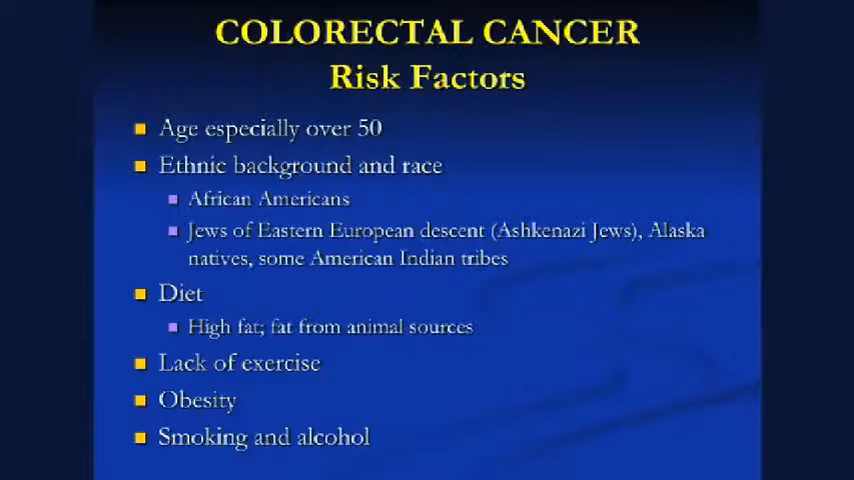 COLORECTAL CANCER
Risk Factors
Age especially over 50
Ethnic background and race
African Americans
Jews of Eastern European descent (Ashkenazi Jews), Alaska
natives, some American Indian tribes
Diet
High fat; fat from animal sources
Lack of exercise
Obesity
Smoking and alcohol